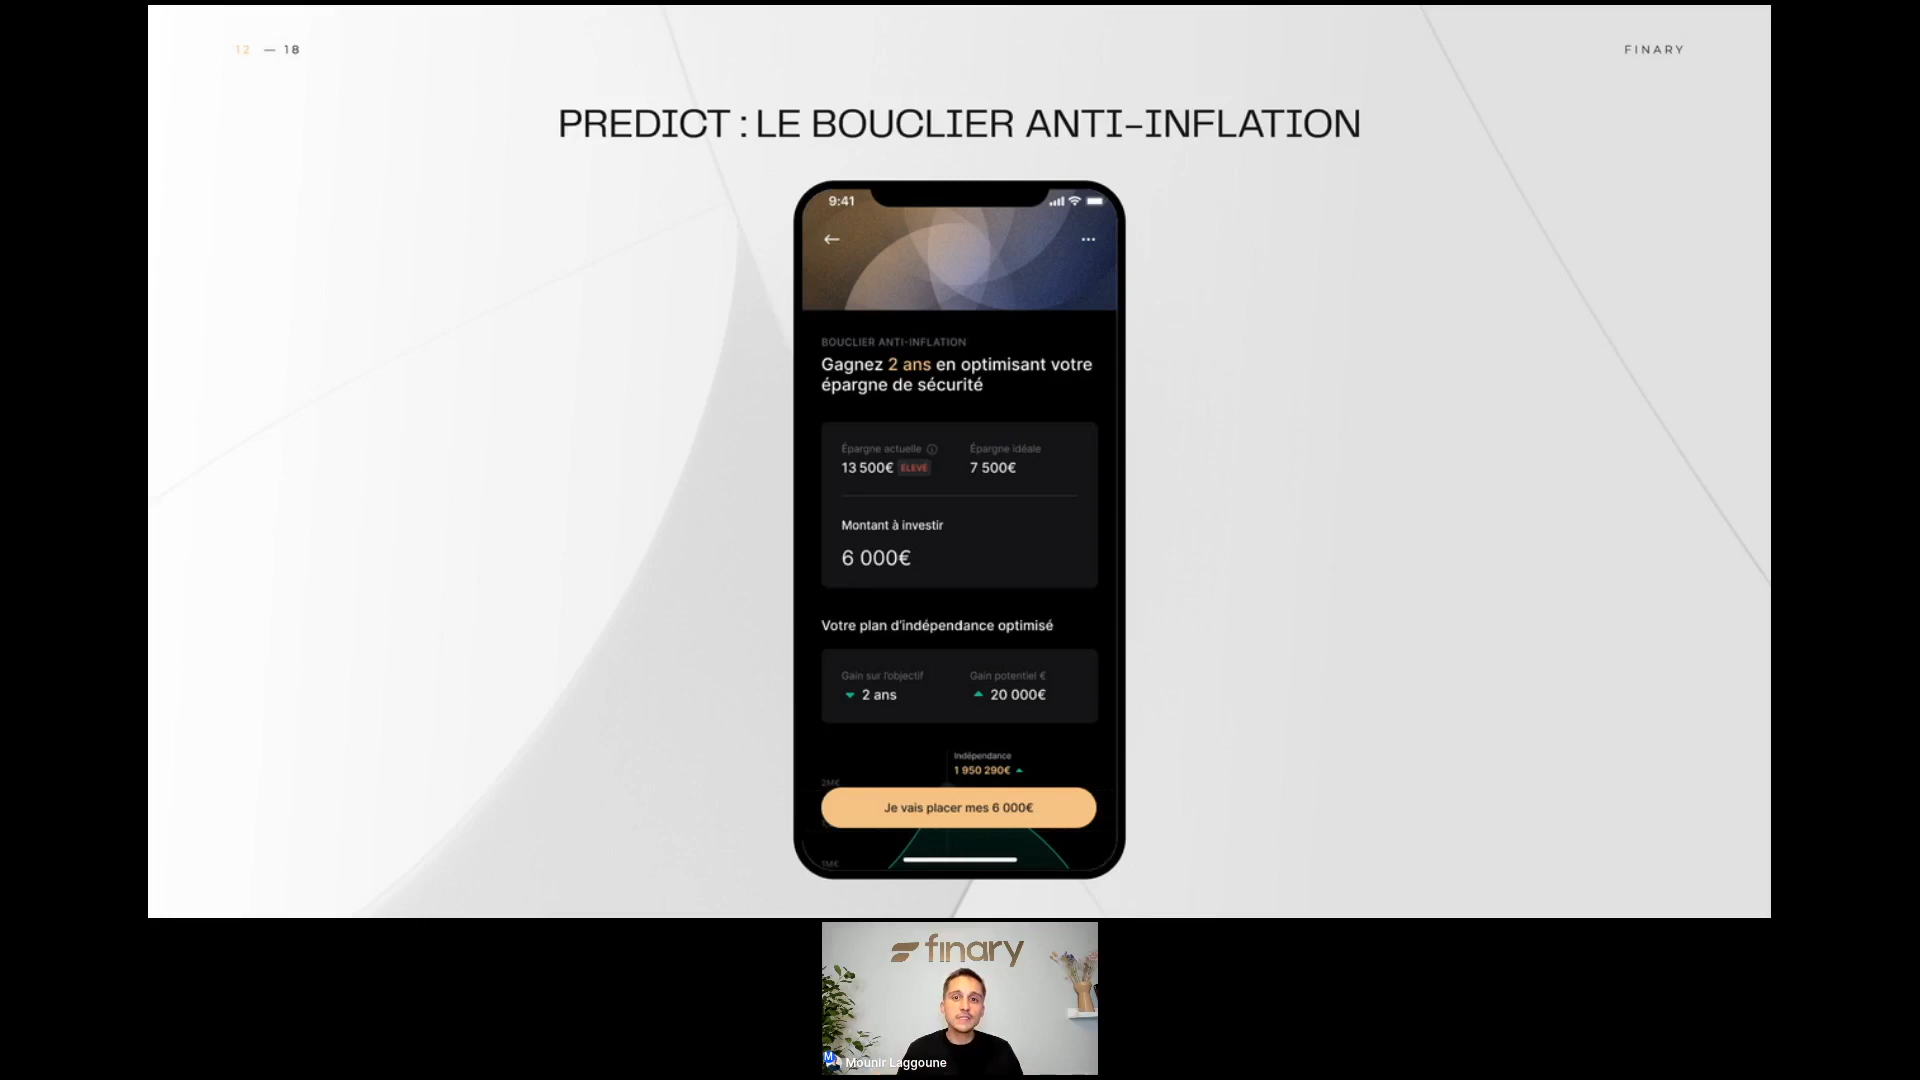 12 — 18
FINARY
PREDICT : LE BOUCLIER ANTI-INFLATION
9:41
BOUCLIER ANTI-INFLATION
Gagnez 2 ans en optimisant votre
épargne de sécurité
Épargne actuelle
Épargne idéale
13 500€ ÉLEVÉ
7 500€
Montant à investir
6 000€
Votre plan d'indépendance optimisé
Gain sur l'objectif
Gain potentiel €
2 ans
20 000€
Indépendance
1 950 290€
2M€
Je vais placer mes 6 000€
1M€
finary
M
Mounir Laggoune